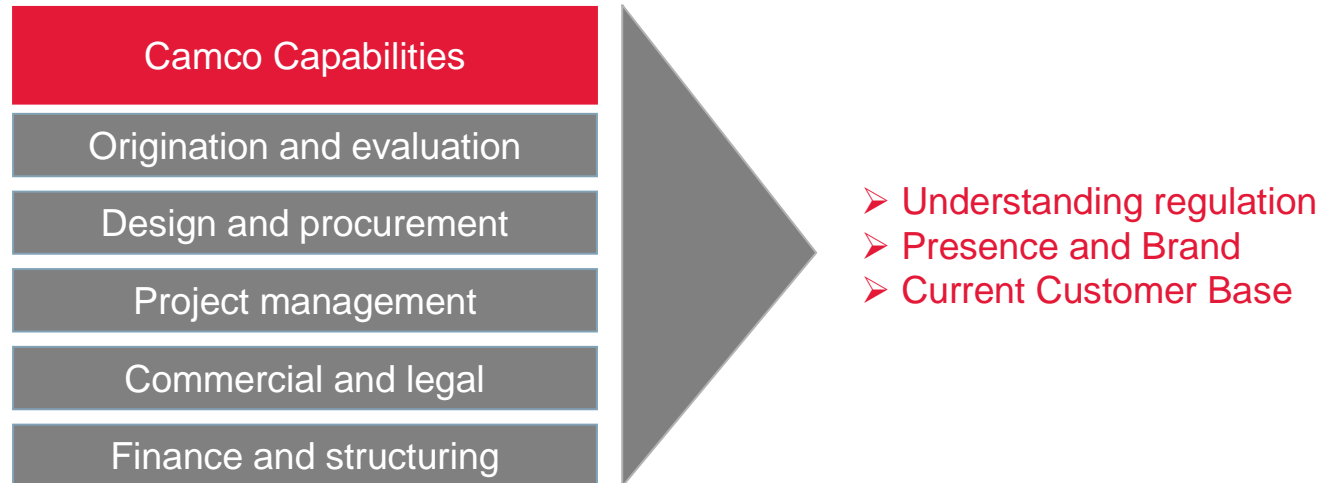 Camco Capabilities
Origination and evaluation
Design and procurement
Project management
Commercial and legal
Finance and structuring
➢ Understanding regulation
➢ Presence and Brand
➢ Current Customer Base